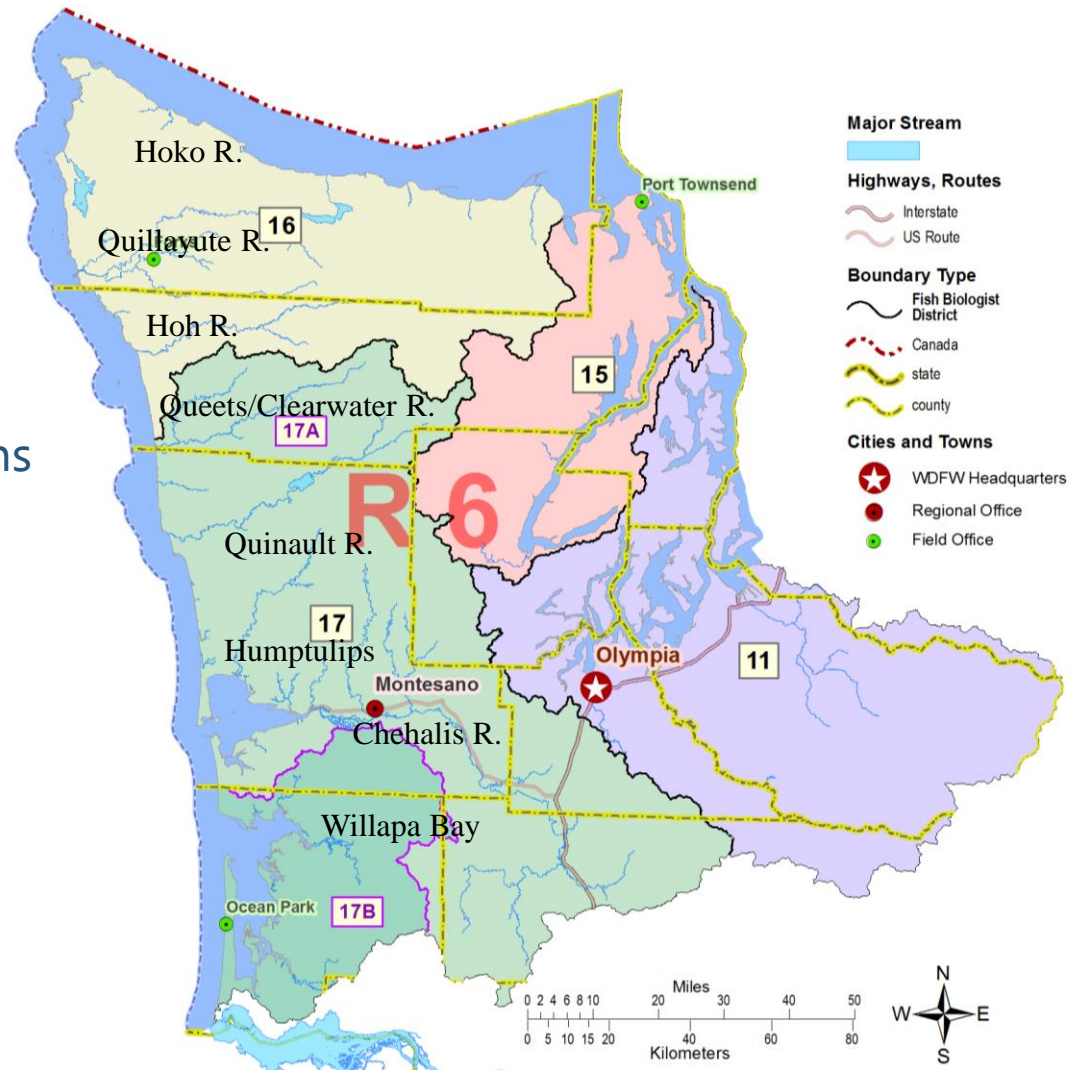 Hoko R.
16
Quillayute R.
Hoh R.
Queets/Clearwater R.
17A
ns
R 6
Quinault R.
17
Humptulips
Montesano
Chehalis R.
Willapa Bay
17B
Ocean Park
Port Townsend
15
Olympia
11
Major Stream
Highways, Routes
Interstate
US Route
Boundary Type
Fish Biologist
District
Canada
state
county
Cities and Towns
WDFW Headquarters
Regional Office
Field Office
Miles
0 2 4 6 8 10 20 30 40 50
0 5 10 15 20 40 60 80
Kilometers
N
W E
S